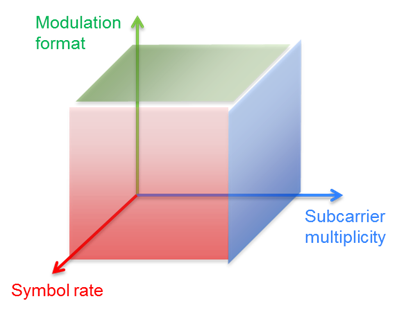 Modulation
format
Subcarrier
multiplicity
Symbol rate